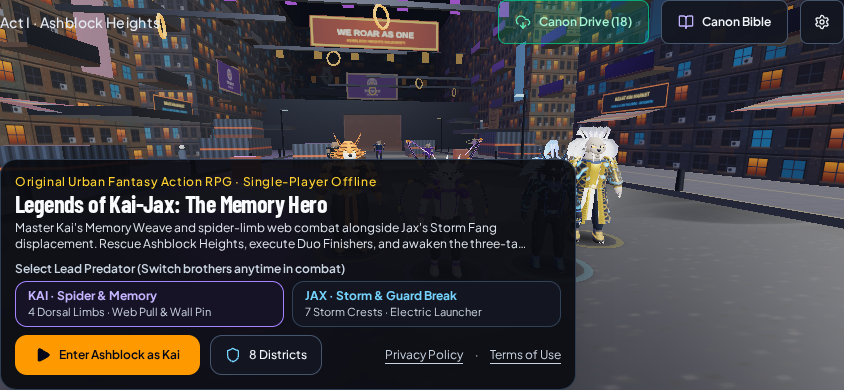 Act I · Ashblock Heights
Canon Drive (18)
Canon Bible
WE ROAR AS ONE
Original Urban Fantasy Action RPG · Single-Player Offline
Legends of Kai-Jax: The Memory Hero
Master Kai's Memory Weave and spider-limb web combat alongside Jax's Storm Fang
displacement. Rescue Ashblock Heights, execute Duo Finishers, and awaken the three-ta...
Select Lead Predator (Switch brothers anytime in combat)
KAI · Spider & Memory
4 Dorsal Limbs · Web Pull & Wall Pin
JAX · Storm & Guard Break
7 Storm Crests · Electric Launcher
Enter Ashblock as Kai
8 Districts
Privacy Policy · Terms of Use